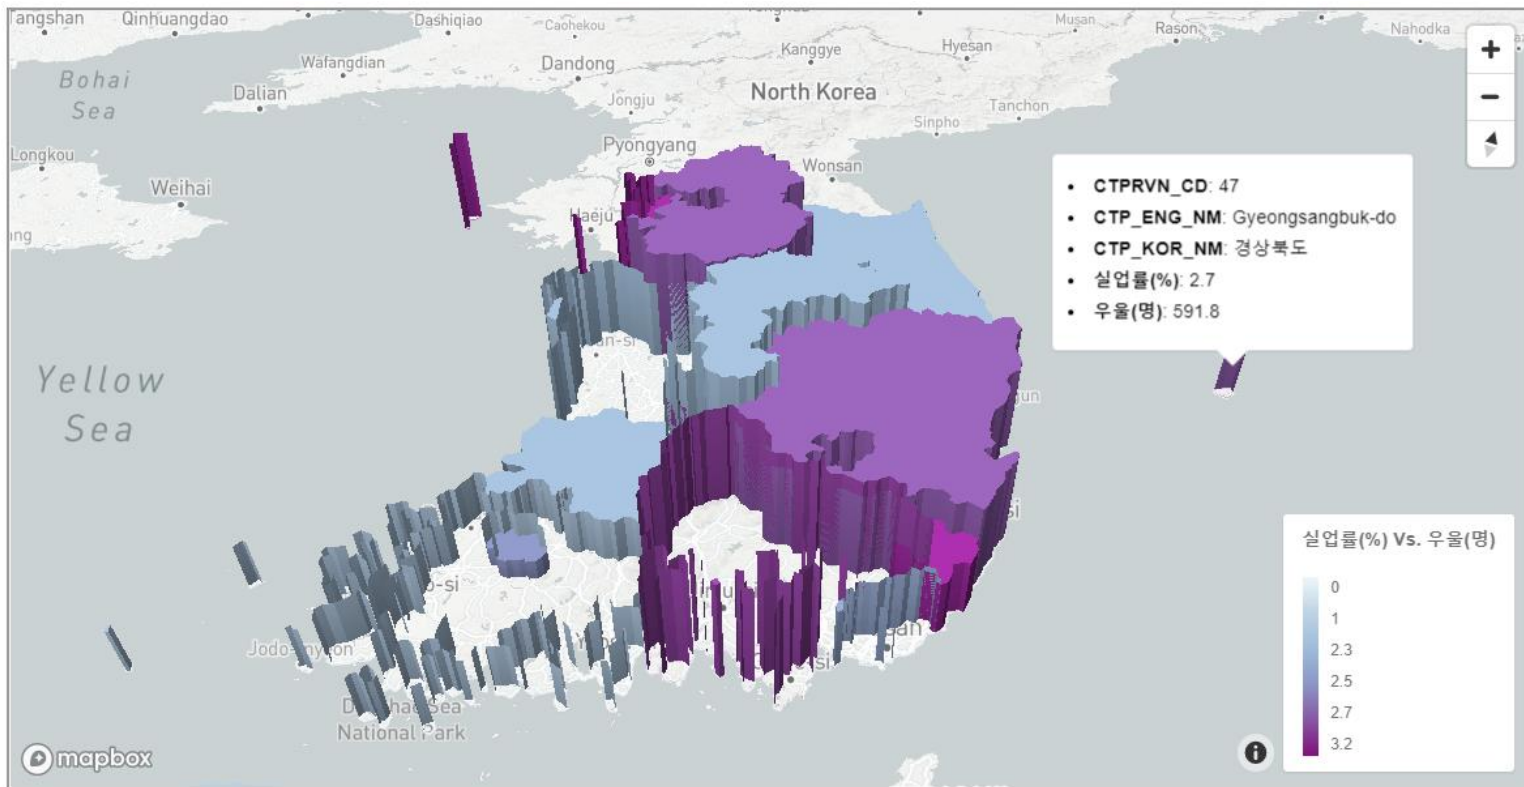 Qinhuangdao
Dashiqiao
Caohekou
Musan
Rason
Nahodka
Kanggye
Hyesan
Wafangdian
Dandong
Bohai
Sea
Dalian
North Korea
Jongju
Tanchon
Sinpho
Longkou
Pyongyang
Wonsan
Weihai
Haeju
CTPRVN_CD: 47
CTP_ENG_NM: Gyeongsangbuk-do
CTP_KOR_NM: 경상북도
실업률(%): 2.7
우울(명): 591.8
Yellow
Sea
실업률(%) Vs. 우울(명)
0
1
2.3
2.5
2.7
3.2
National Park
mapbox